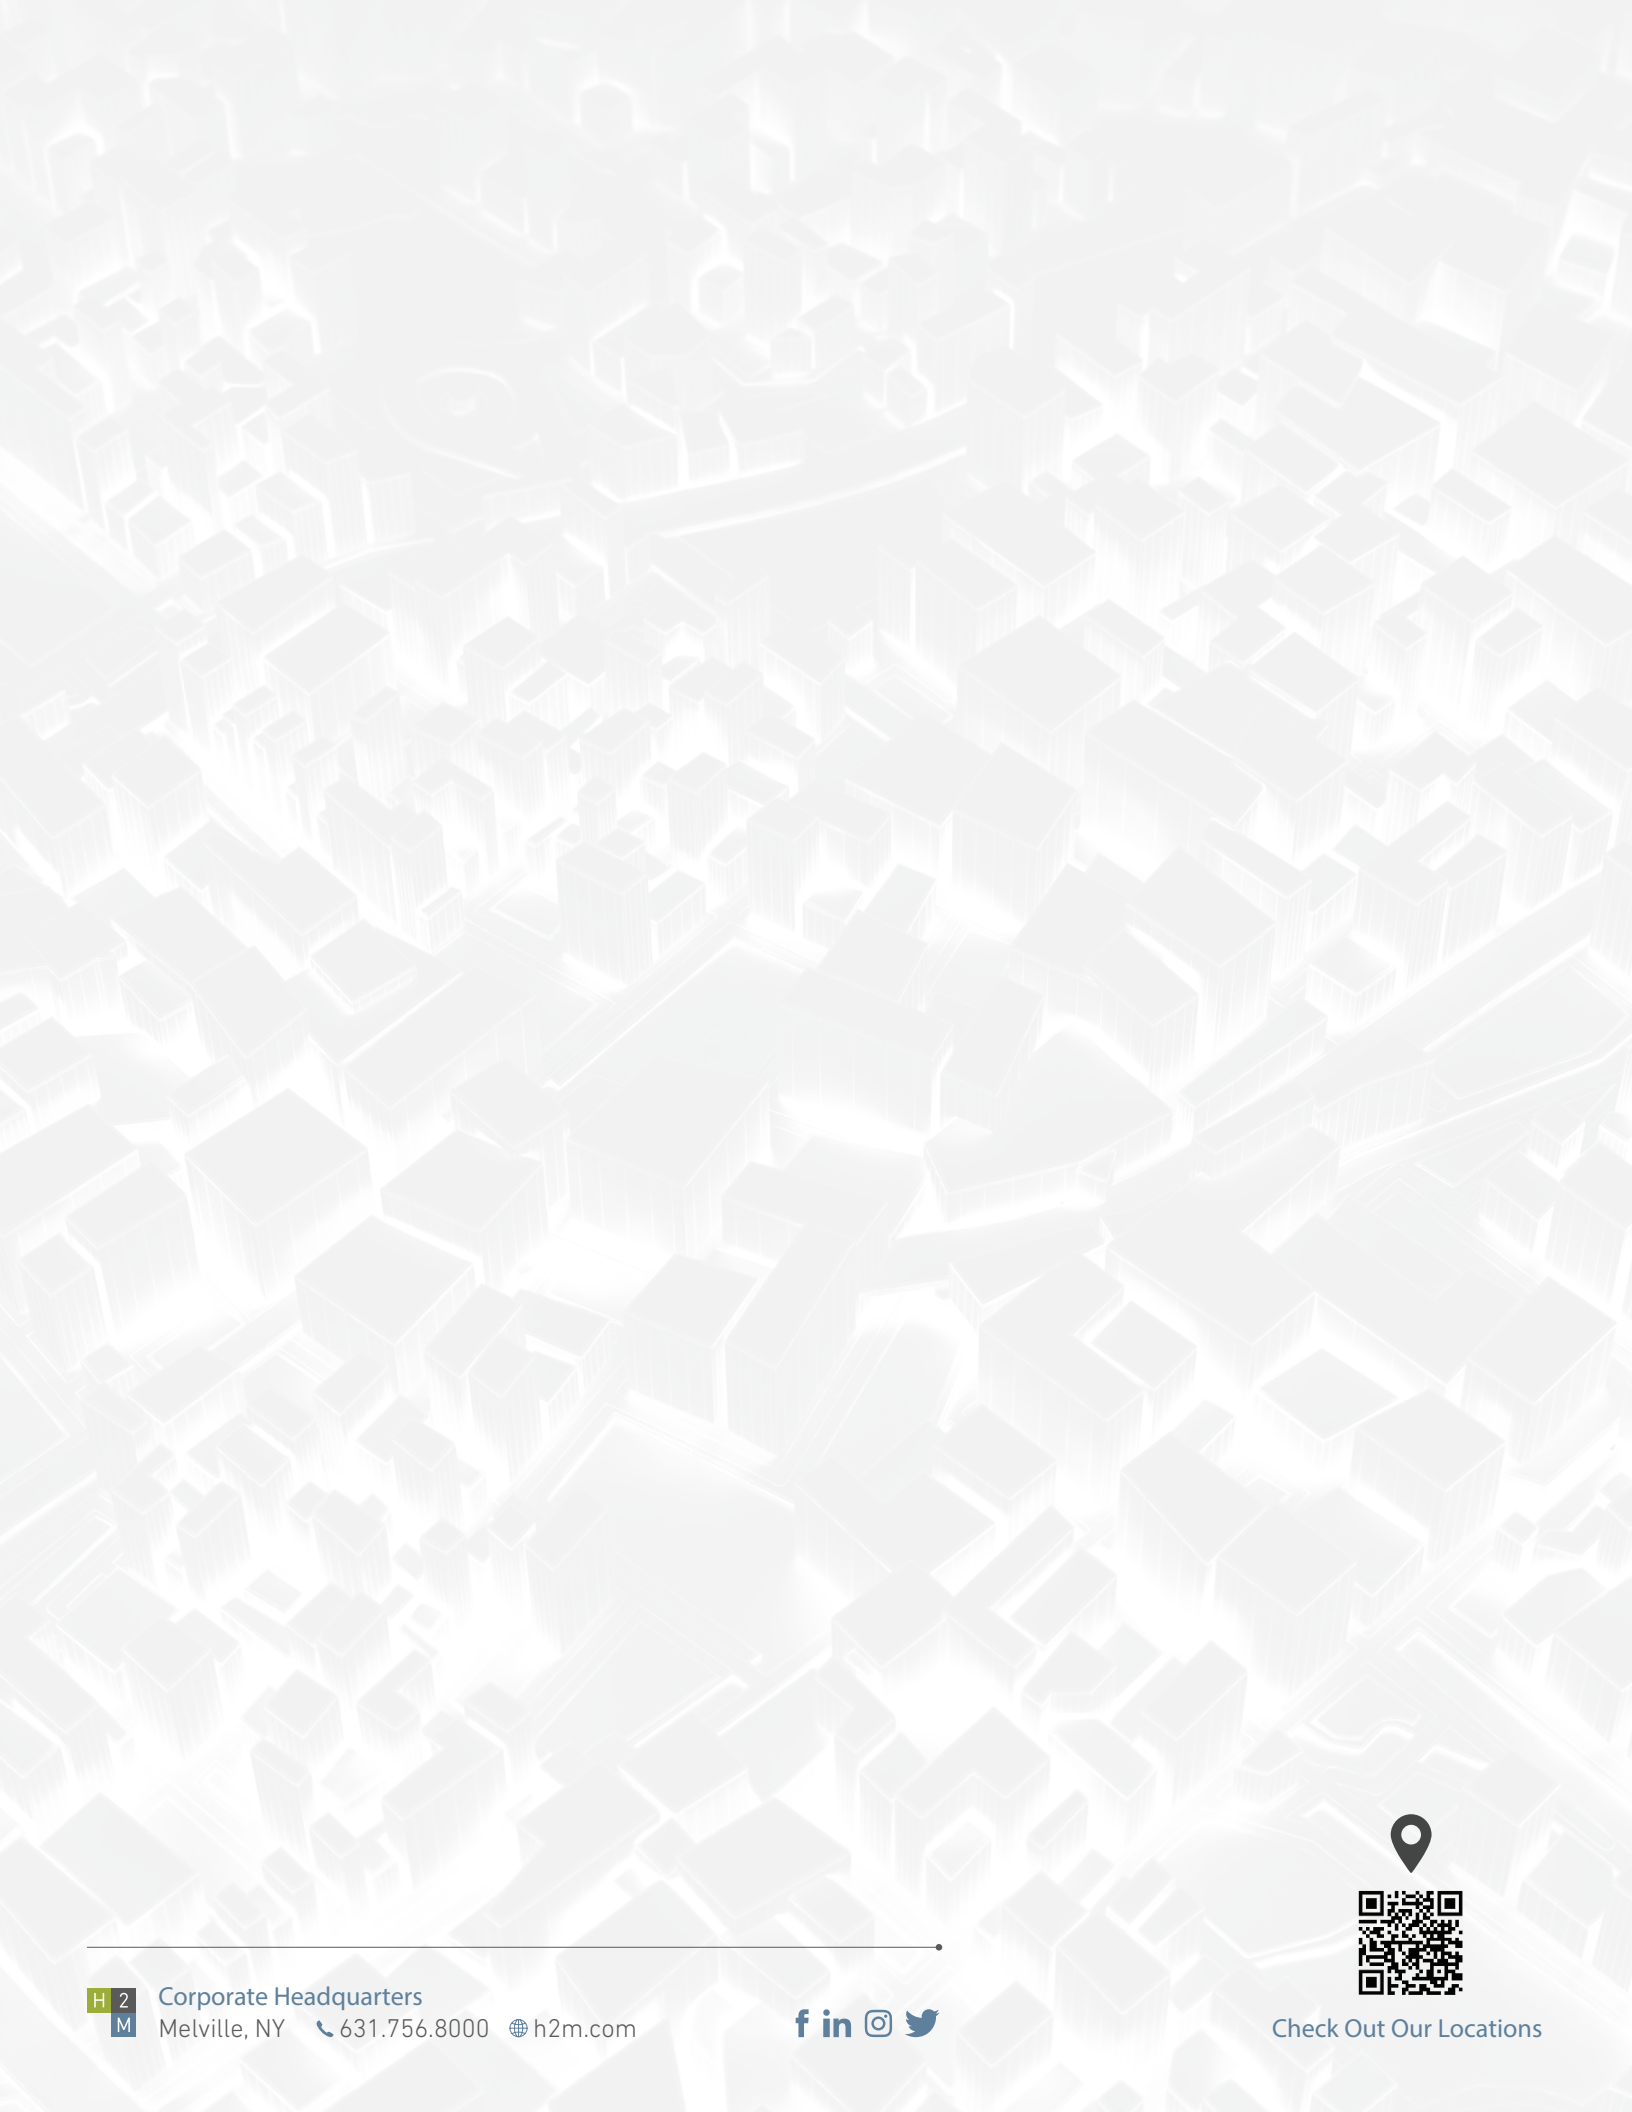 H 2
M
Corporate Headquarters
Melville, NY 631.756.8000 h2m.com
Check Out Our Locations